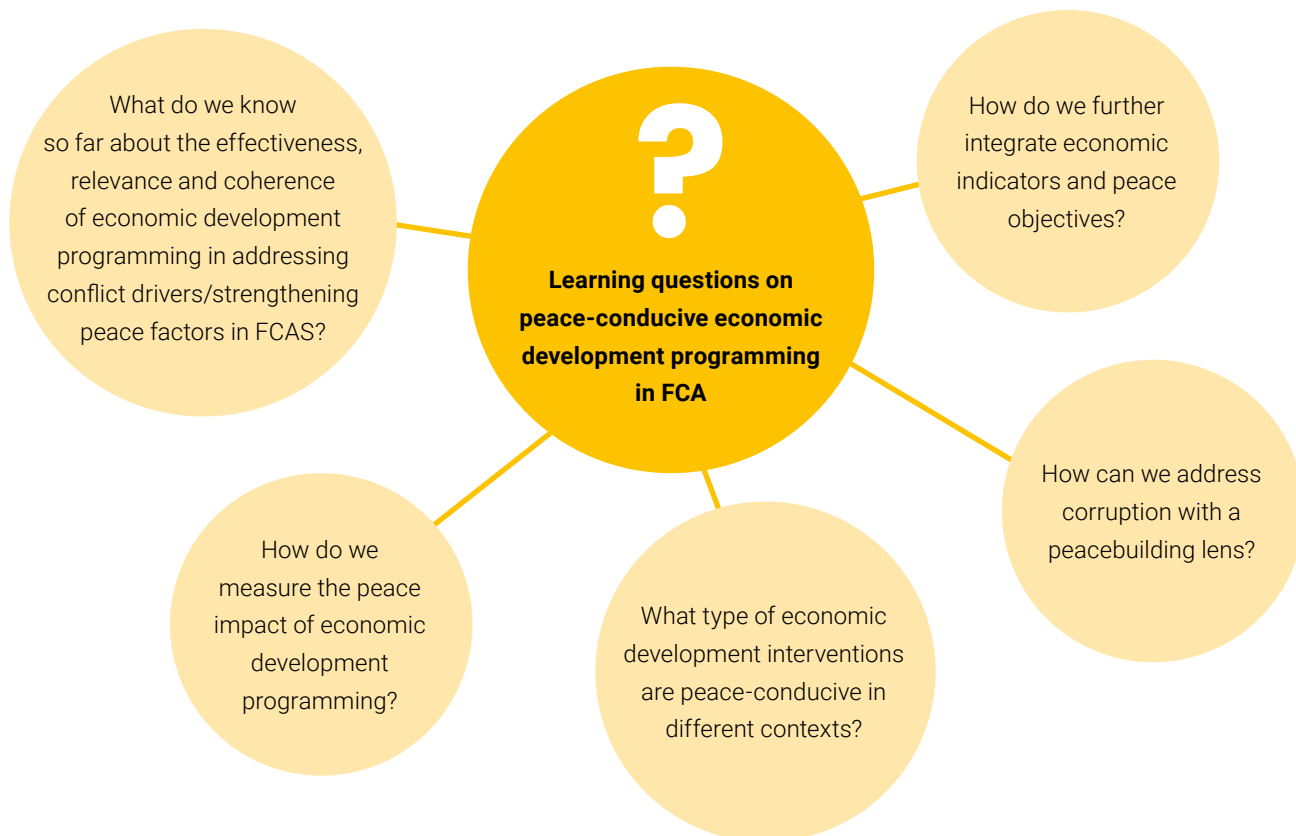 ?
Learning questions on
peace-conducive economic
development programming
in FCA
What do we know
so far about the effectiveness,
relevance and coherence
of economic development
programming in addressing
conflict drivers/strengthening
peace factors in FCAS?
How do we further
integrate economic
indicators and peace
objectives?
How can we address
corruption with a
peacebuilding lens?
How do we
measure the peace
impact of economic
development
programming?
What type of economic
development interventions
are peace-conducive in
different contexts?